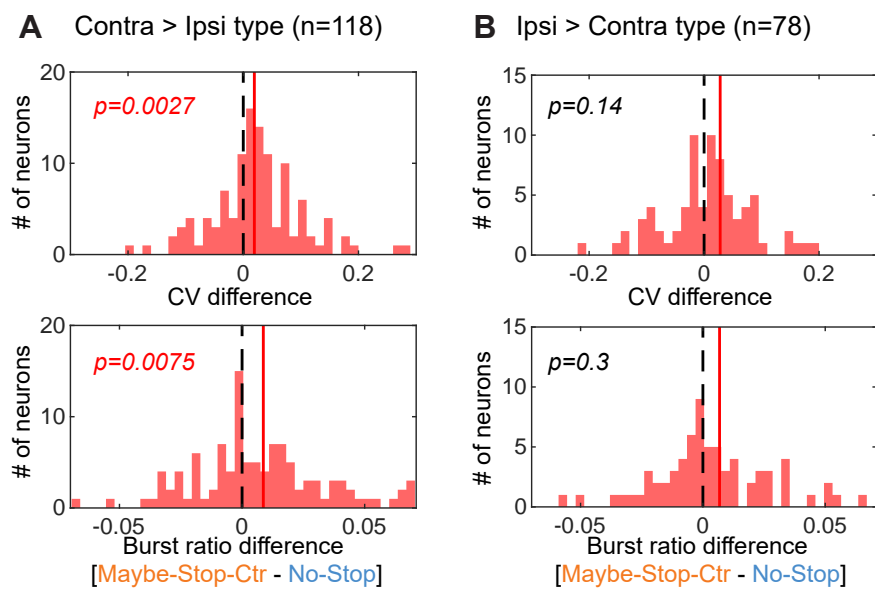 A Contra > Ipsi type (n=118)
B Ipsi > Contra type (n=78)
20
10
0
# of neurons
p=0.0027
-0.2 0 0.2
CV difference
15
10
5
0
# of neurons
p=0.14
-0.2 0 0.2
CV difference
20
10
0
# of neurons
p=0.0075
-0.05 0 0.05
Burst ratio difference
[Maybe-Stop-Ctr - No-Stop]
15
10
5
0
# of neurons
p=0.3
-0.05 0 0.05
Burst ratio difference
[Maybe-Stop-Ctr - No-Stop]